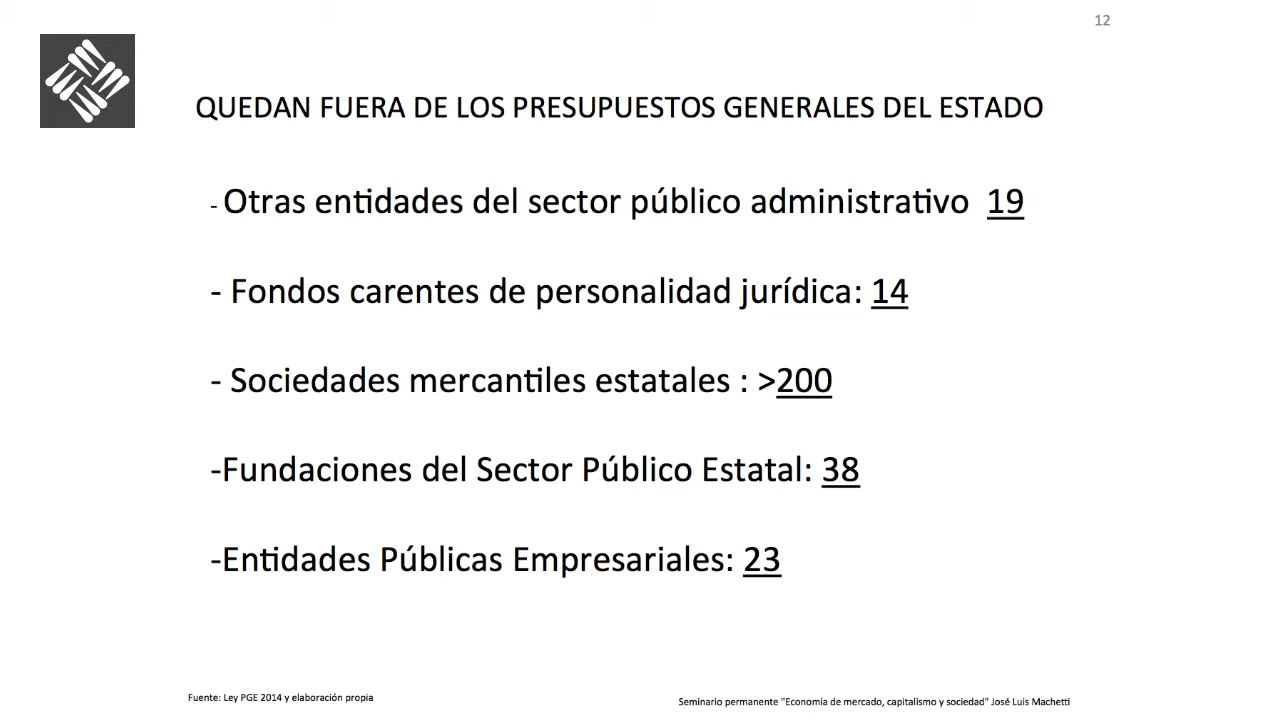 12
QUEDAN FUERA DE LOS PRESUPUESTOS GENERALES DEL ESTADO
- Otras entidades del sector público administrativo 19
- Fondos carentes de personalidad jurídica: 14
- Sociedades mercantiles estatales : >200
-Fundaciones del Sector Público Estatal: 38
-Entidades Públicas Empresariales: 23
Fuente: Ley PGE 2014 y elaboración propia
Seminario permanente "Economía de mercado, capitalismo y sociedad" José Luis Machetti